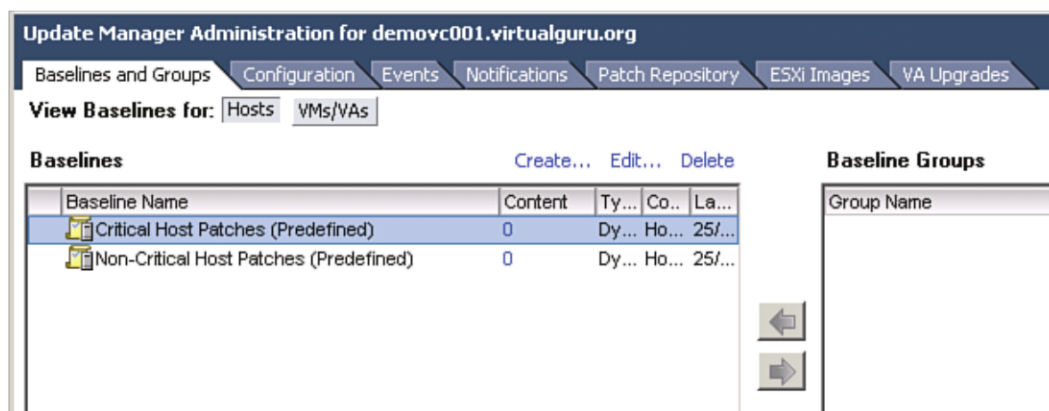 Update Manager Administration for demovc001.virtualguru.org
Baselines and Groups Configuration Events Notifications Patch Repository ESXi Images VA Upgrades
View Baselines for: Hosts VMs/VAs
Baselines Create... Edit... Delete Baseline Groups
Baseline Name Content Ty... Co... La... Group Name
Critical Host Patches (Predefined) 0 Dy... Ho... 25/...
Non-Critical Host Patches (Predefined) 0 Dy... Ho... 25/...